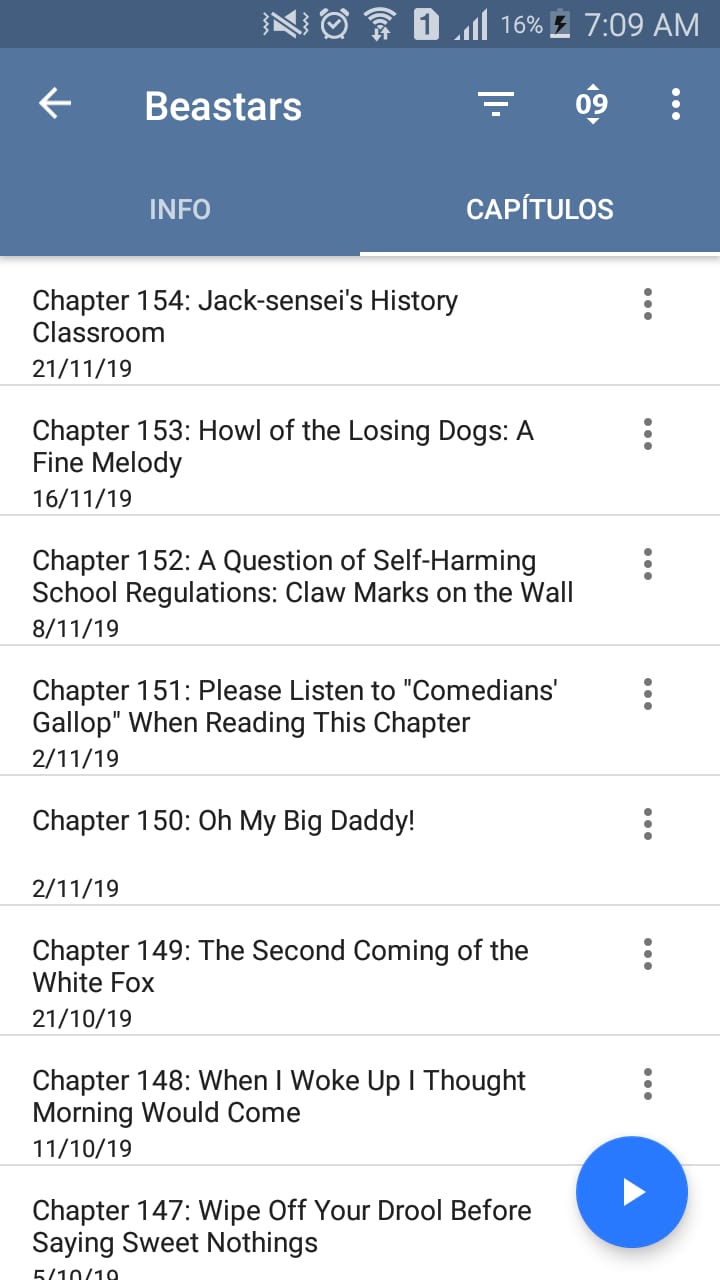 1 16% 7:09 AM
Beastars 09
INFO CAPÍTULOS
Chapter 154: Jack-sensei's History
Classroom
21/11/19
Chapter 153: Howl of the Losing Dogs: A
Fine Melody
16/11/19
Chapter 152: A Question of Self-Harming
School Regulations: Claw Marks on the Wall
8/11/19
Chapter 151: Please Listen to "Comedians'
Gallop" When Reading This Chapter
2/11/19
Chapter 150: Oh My Big Daddy!
2/11/19
Chapter 149: The Second Coming of the
White Fox
21/10/19
Chapter 148: When I Woke Up I Thought
Morning Would Come
11/10/19
Chapter 147: Wipe Off Your Drool Before
Saying Sweet Nothings
5/10/19